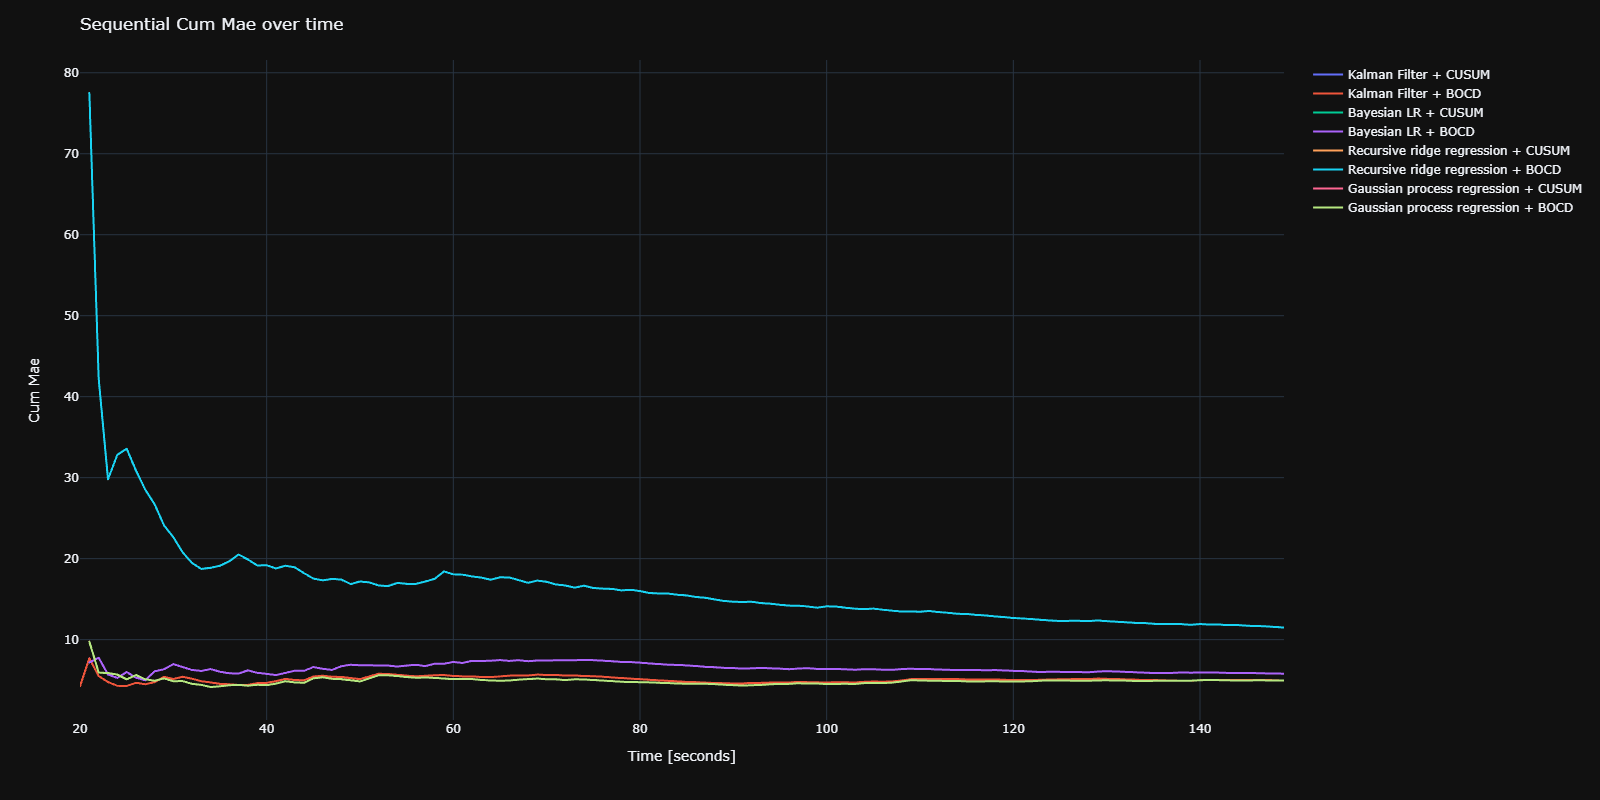 Sequential Cum Mae over time
80
70
60
50
40
30
20
10
Cum Mae
20 40 60 80 100 120 140
Time [seconds]
Kalman Filter + CUSUM
Kalman Filter + BOCD
Bayesian LR + CUSUM
Bayesian LR + BOCD
Recursive ridge regression + CUSUM
Recursive ridge regression + BOCD
Gaussian process regression + CUSUM
Gaussian process regression + BOCD